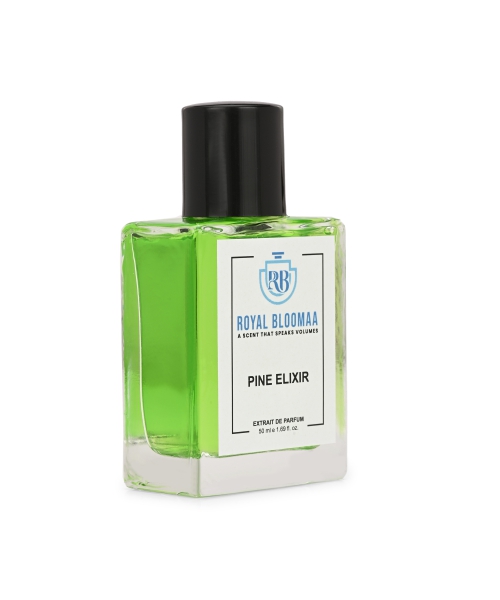 RB
ROYAL BLOOMAA
A SCENT THAT SPEAKS VOLUMES
PINE ELIXIR
EXTRAIT DE PARFUM
50 ml e 1.69 fl. oz.